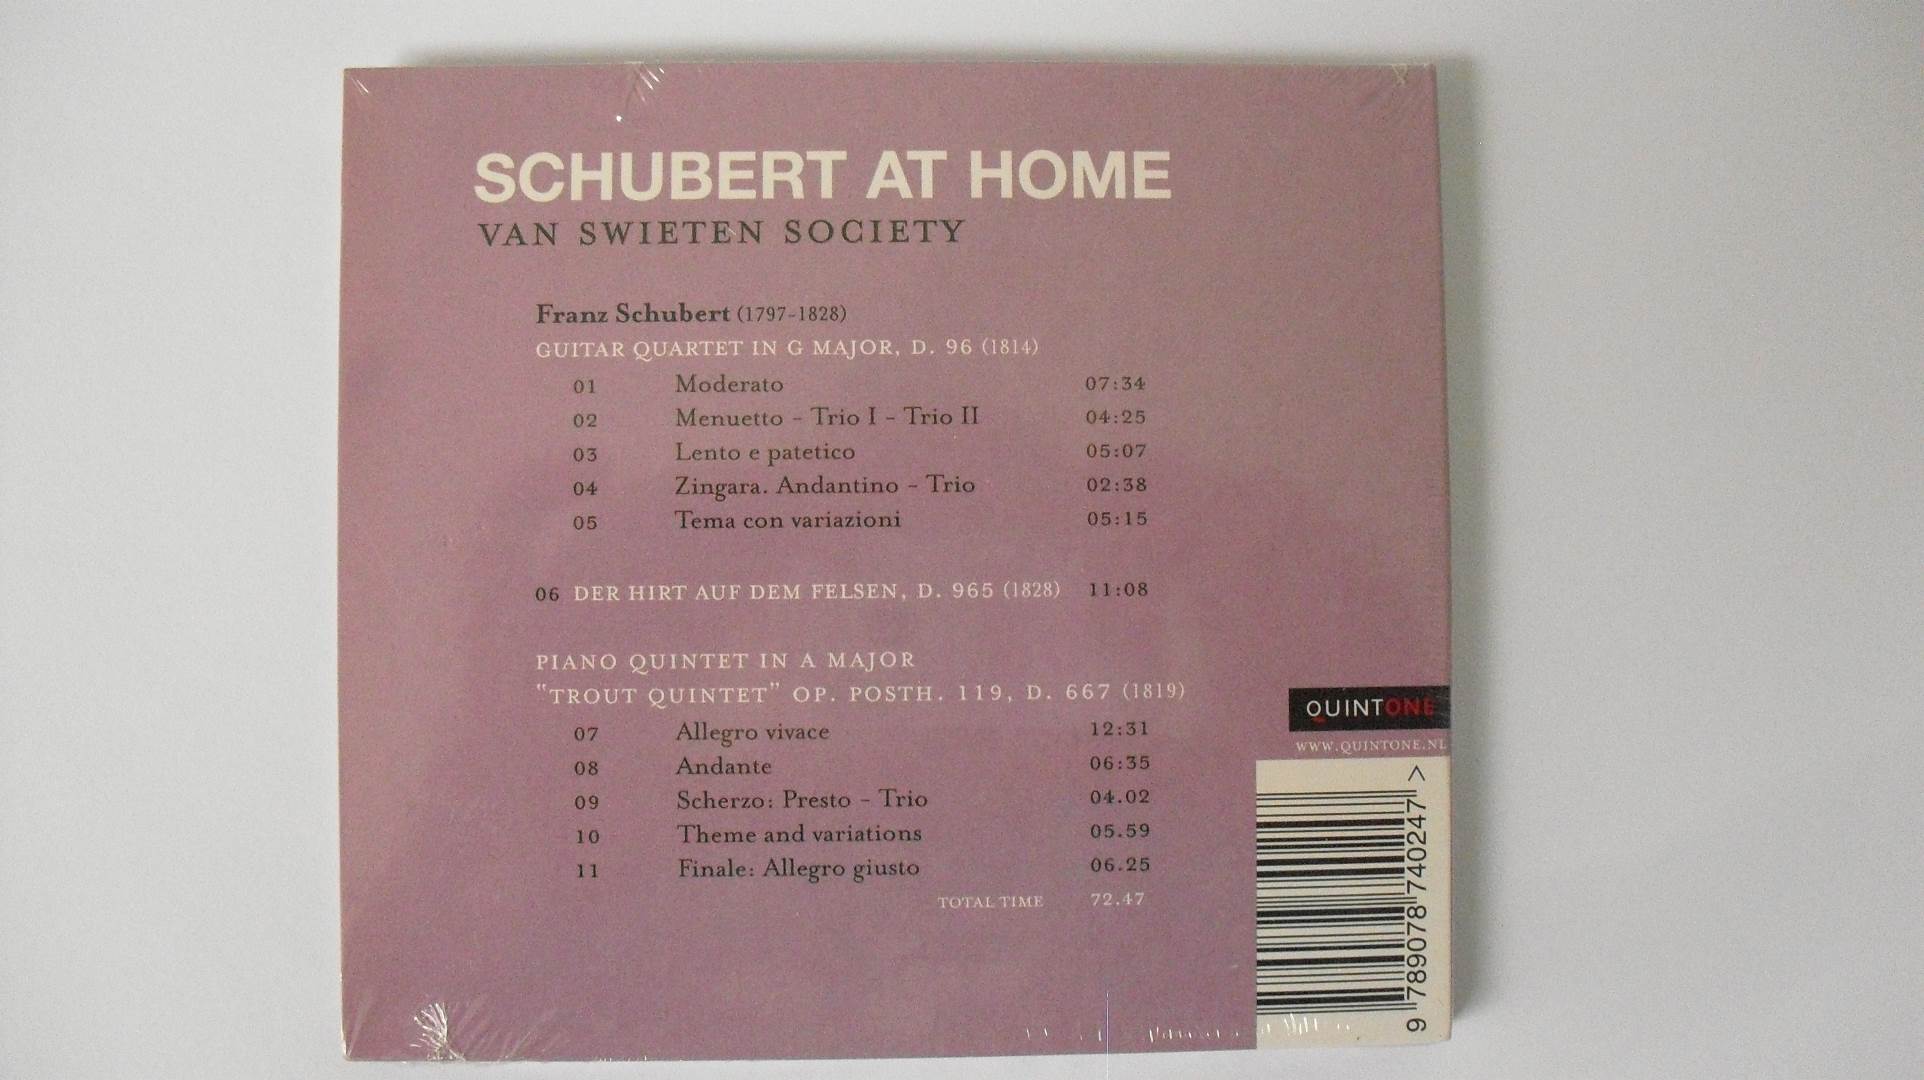 SCHUBERT AT HOME
VAN SWIETEN SOCIETY
Franz Schubert (1797-1828)
GUITAR QUARTET IN G MAJOR, D. 96 (1814)
01 Moderato 07:34
02 Menuetto - Trio I - Trio II 04:25
03 Lento e patetico 05:07
04 Zingara. Andantino - Trio 02:38
05 Tema con variazioni 05:15
06 DER HIRT AUF DEM FELSEN, D. 965 (1828) 11:08
PIANO QUINTET IN A MAJOR
"TROUT QUINTET" OP. POSTH. 119, D. 667 (1819)
07 Allegro vivace 12:31
08 Andante 06:35
09 Scherzo: Presto - Trio 04.02
10 Theme and variations 05.59
11 Finale: Allegro giusto 06.25
TOTAL TIME 72.47
QUINTONE
WWW.QUINTONE.NL
9 789078 740247 >